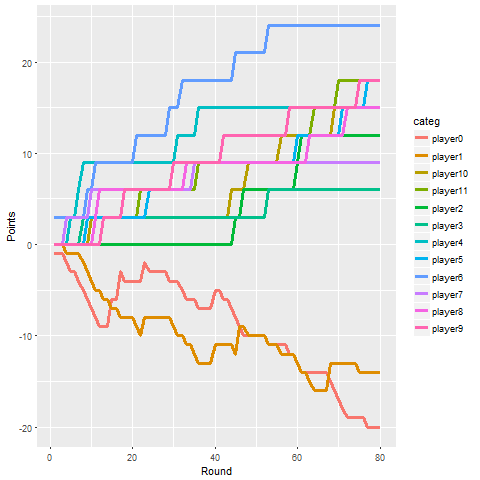 Points
20
10
0
-10
-20
0
20
40
60
80
Round
categ
player0
player1
player10
player11
player2
player3
player4
player5
player6
player7
player8
player9